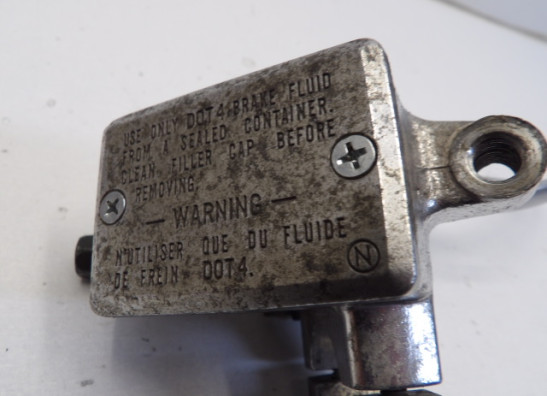 USE ONLY DOT4 BRAKE FLUID
FROM A SEALED CONTAINER.
CLEAN FILLER CAP BEFORE
REMOVING.
— WARNING —
N'UTILISER QUE DU FLUIDE
DE FREIN DOT4.
N